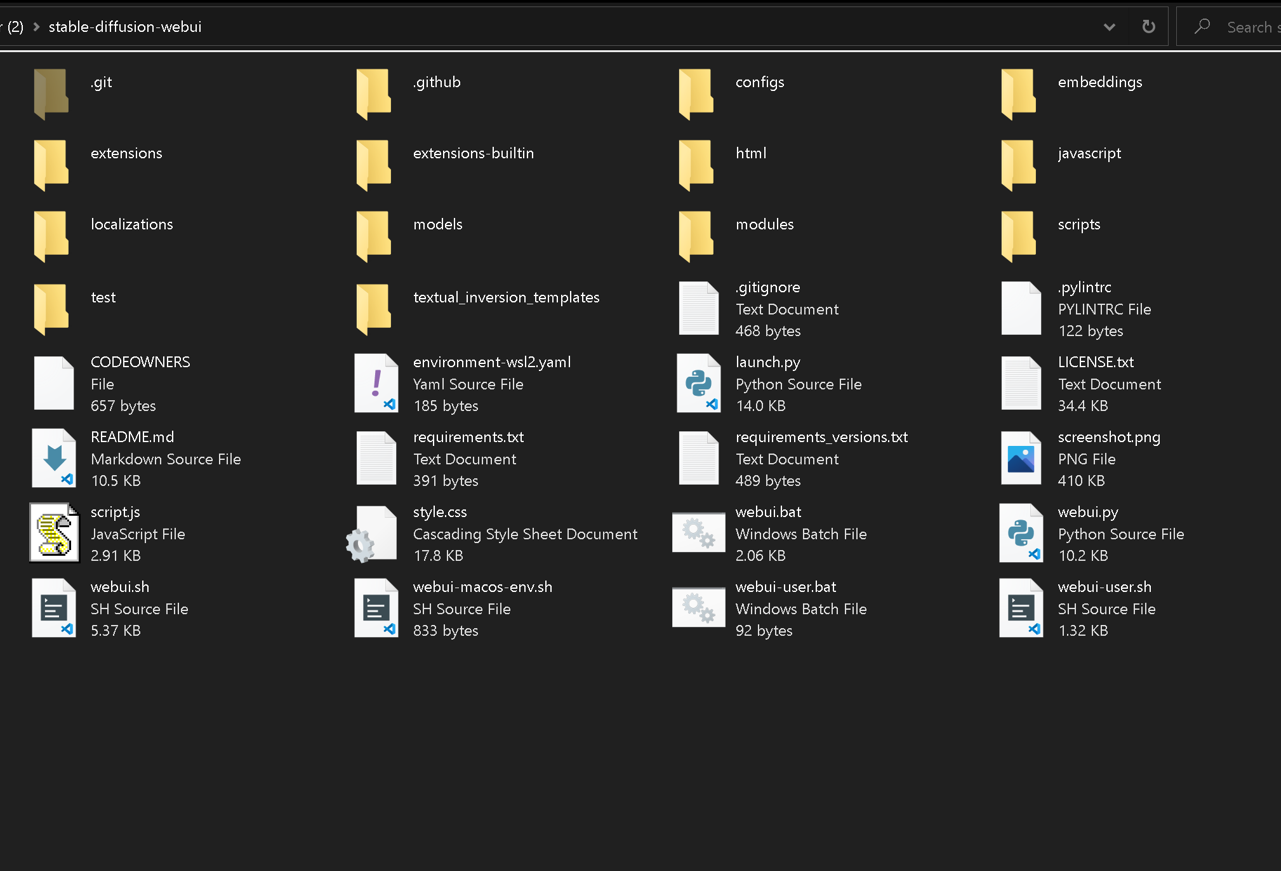 r (2) > stable-diffusion-webui
Search s
.git
.github
configs
embeddings
extensions
extensions-builtin
html
javascript
localizations
models
modules
scripts
test
textual_inversion_templates
.gitignore
Text Document
468 bytes
.pylintrc
PYLINTRC File
122 bytes
CODEOWNERS
File
657 bytes
environment-wsl2.yaml
Yaml Source File
185 bytes
launch.py
Python Source File
14.0 KB
LICENSE.txt
Text Document
34.4 KB
README.md
Markdown Source File
10.5 KB
requirements.txt
Text Document
391 bytes
requirements_versions.txt
Text Document
489 bytes
screenshot.png
PNG File
410 KB
script.js
JavaScript File
2.91 KB
style.css
Cascading Style Sheet Document
17.8 KB
webui.bat
Windows Batch File
2.06 KB
webui.py
Python Source File
10.2 KB
webui.sh
SH Source File
5.37 KB
webui-macos-env.sh
SH Source File
833 bytes
webui-user.bat
Windows Batch File
92 bytes
webui-user.sh
SH Source File
1.32 KB